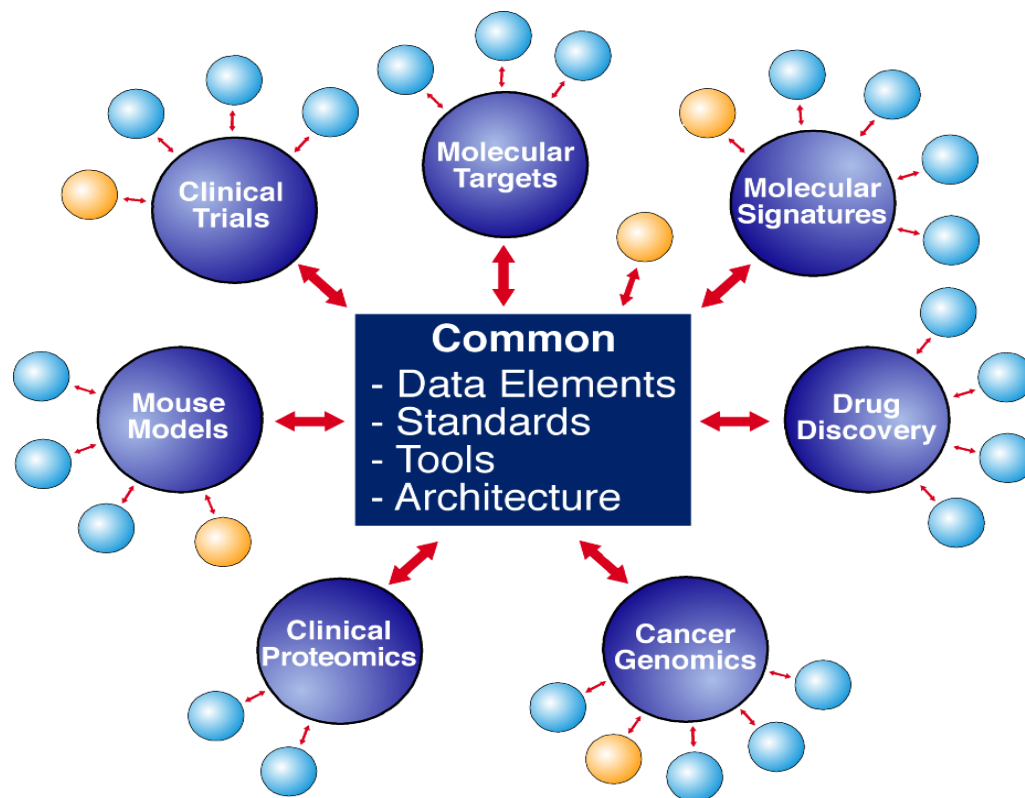 Molecular
Targets
Clinical
Trials
Molecular
Signatures
Common
- Data Elements
- Standards
- Tools
- Architecture
Mouse
Models
Drug
Discovery
Clinical
Proteomics
Cancer
Genomics